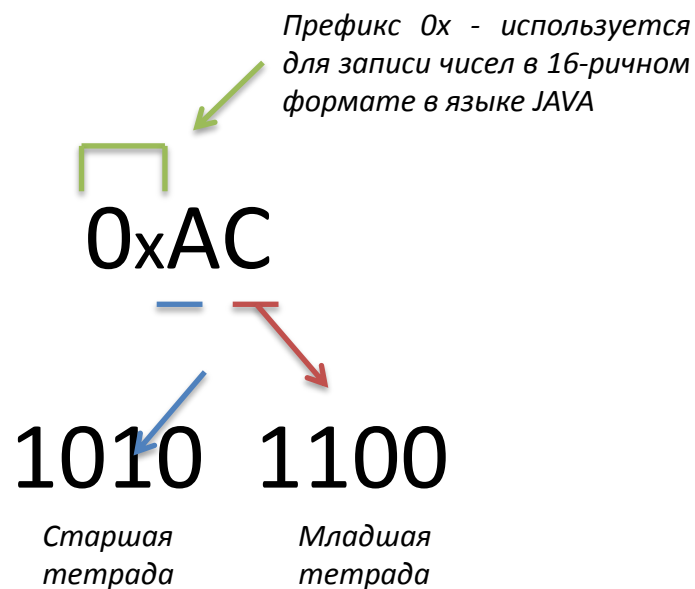 Префикс 0x - используется
для записи чисел в 16-ричном
формате в языке JAVA
0xAC
1010 1100
Старшая Младшая
тетрада тетрада